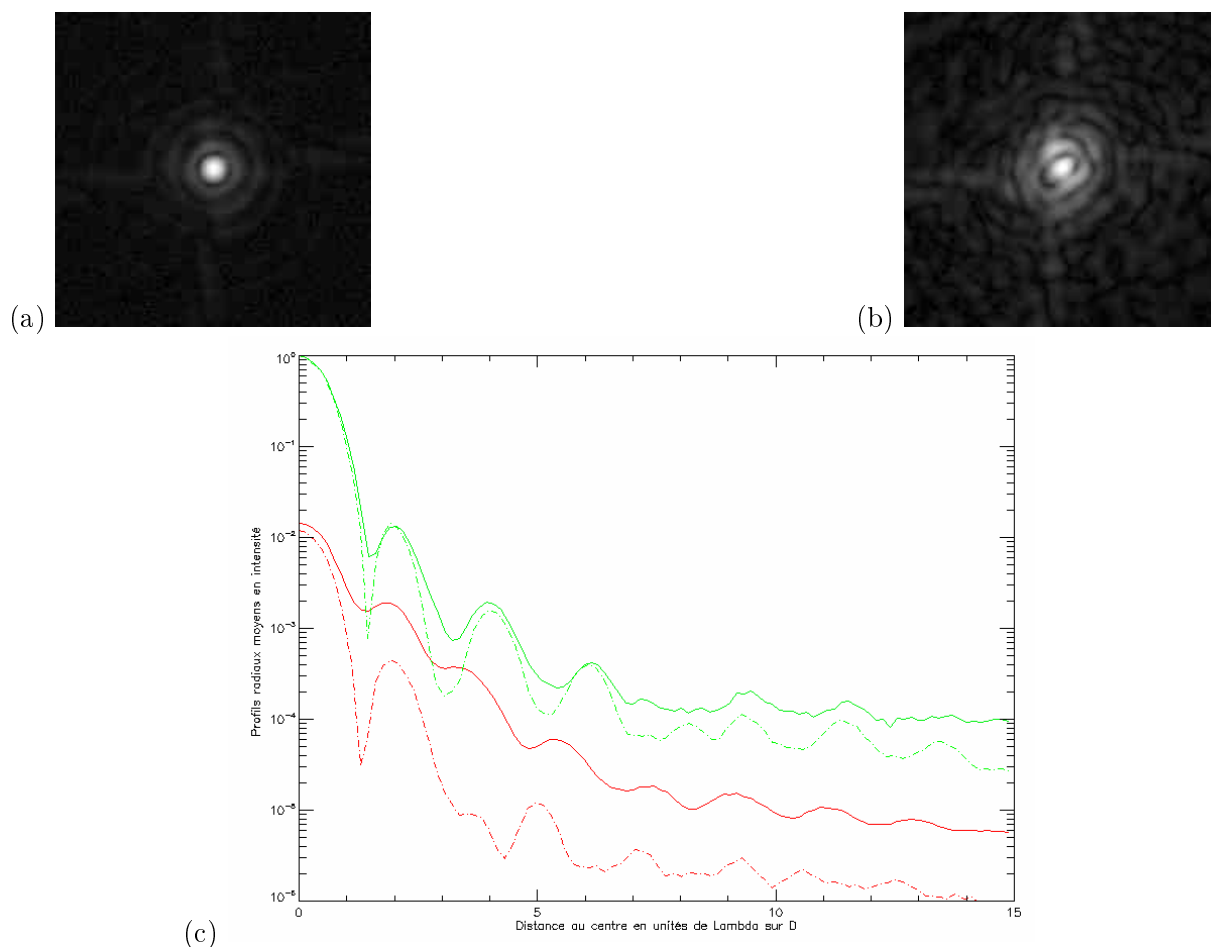 (a)
(b)
10⁰
10⁻¹
10⁻²
10⁻³
10⁻⁴
10⁻⁵
10⁻⁶
Profils radiaux moyens en intensité
0 5 10 15
Distance au centre en unités de Lambda sur D
(c)